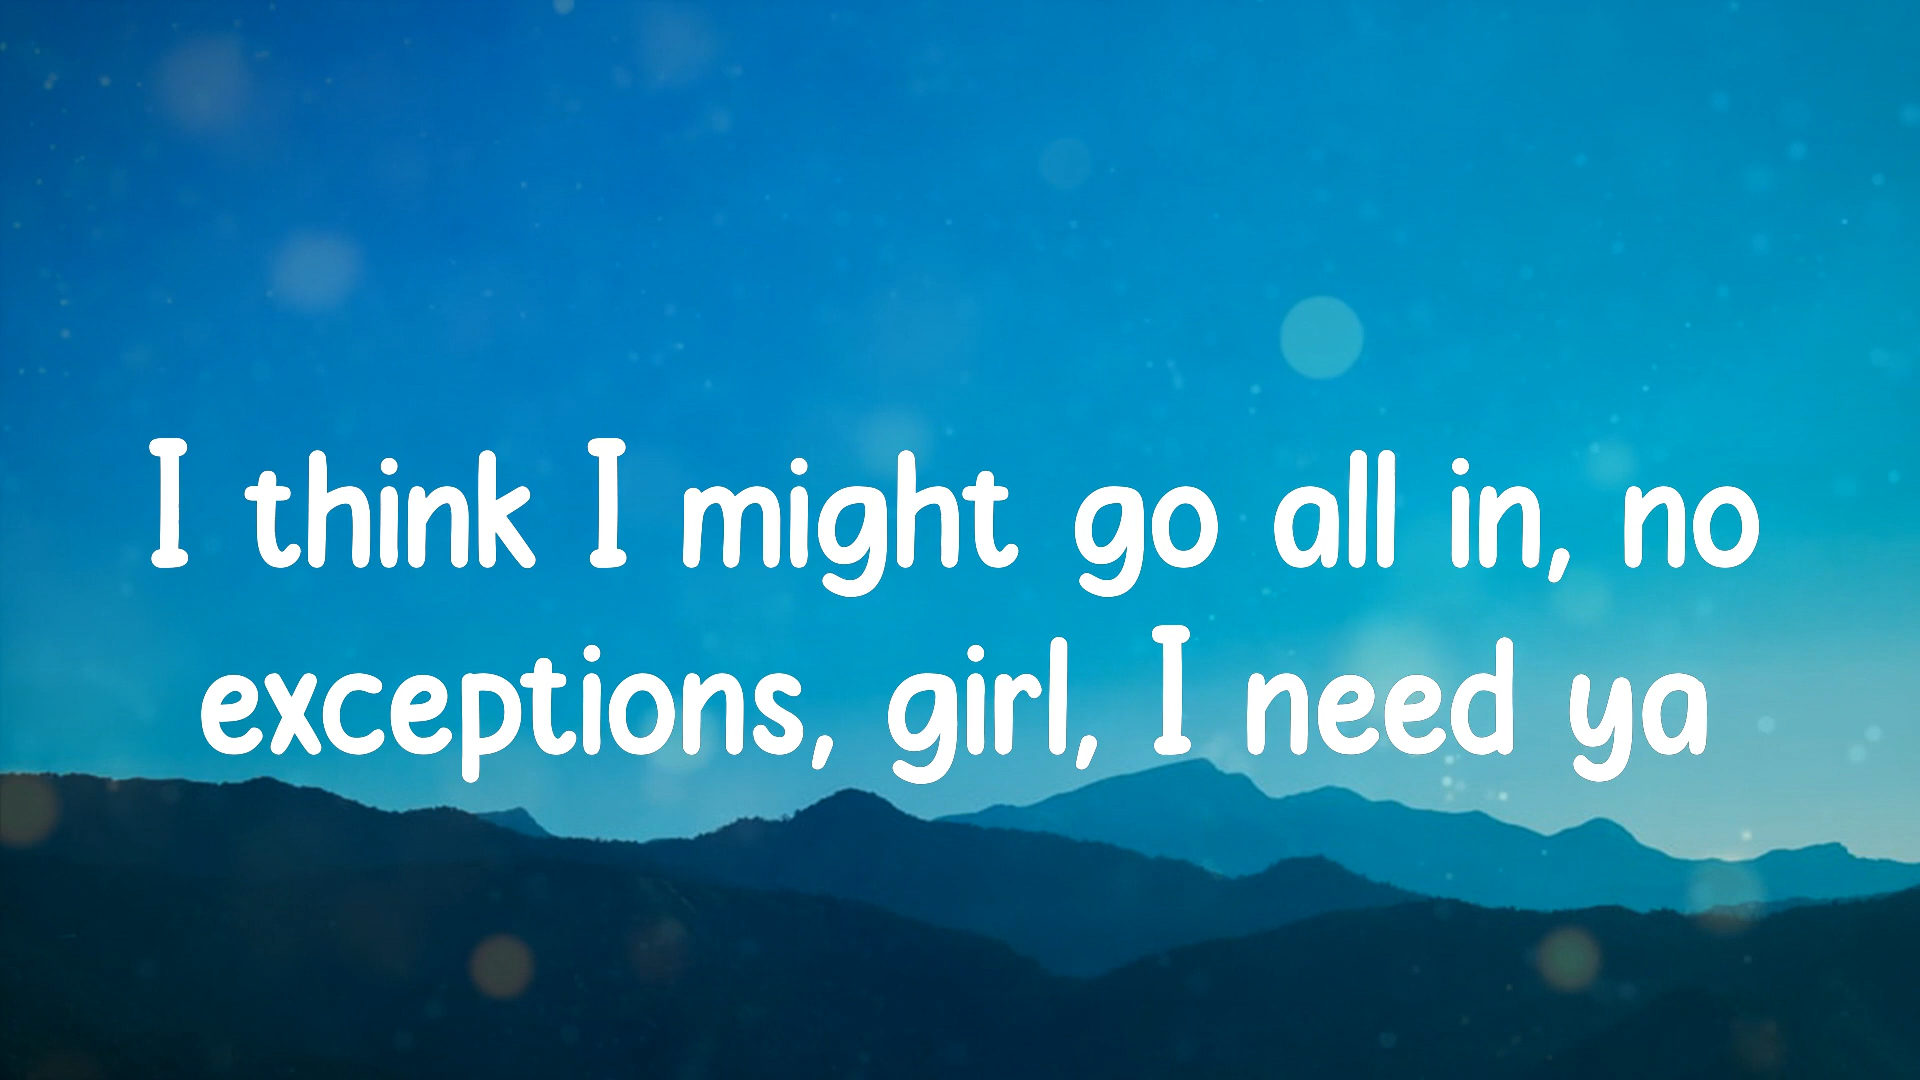 I think I might go all in, no
exceptions, girl, I need ya